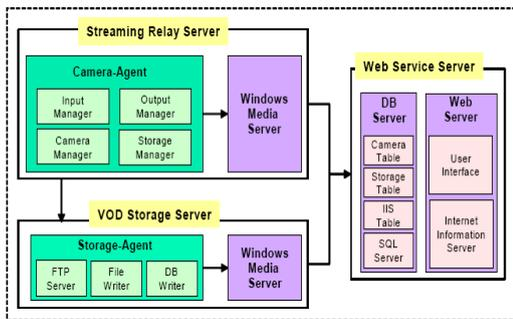 Streaming Relay Server
Camera-Agent
Input
Manager
Output
Manager
Camera
Manager
Storage
Manager
Windows
Media
Server
VOD Storage Server
Storage-Agent
FTP
Server
File
Writer
DB
Writer
Windows
Media
Server
Web Service Server
DB
Server
Camera
Table
Storage
Table
IIS
Table
SQL
Server
Web
Server
User
Interface
Internet
Information
Server